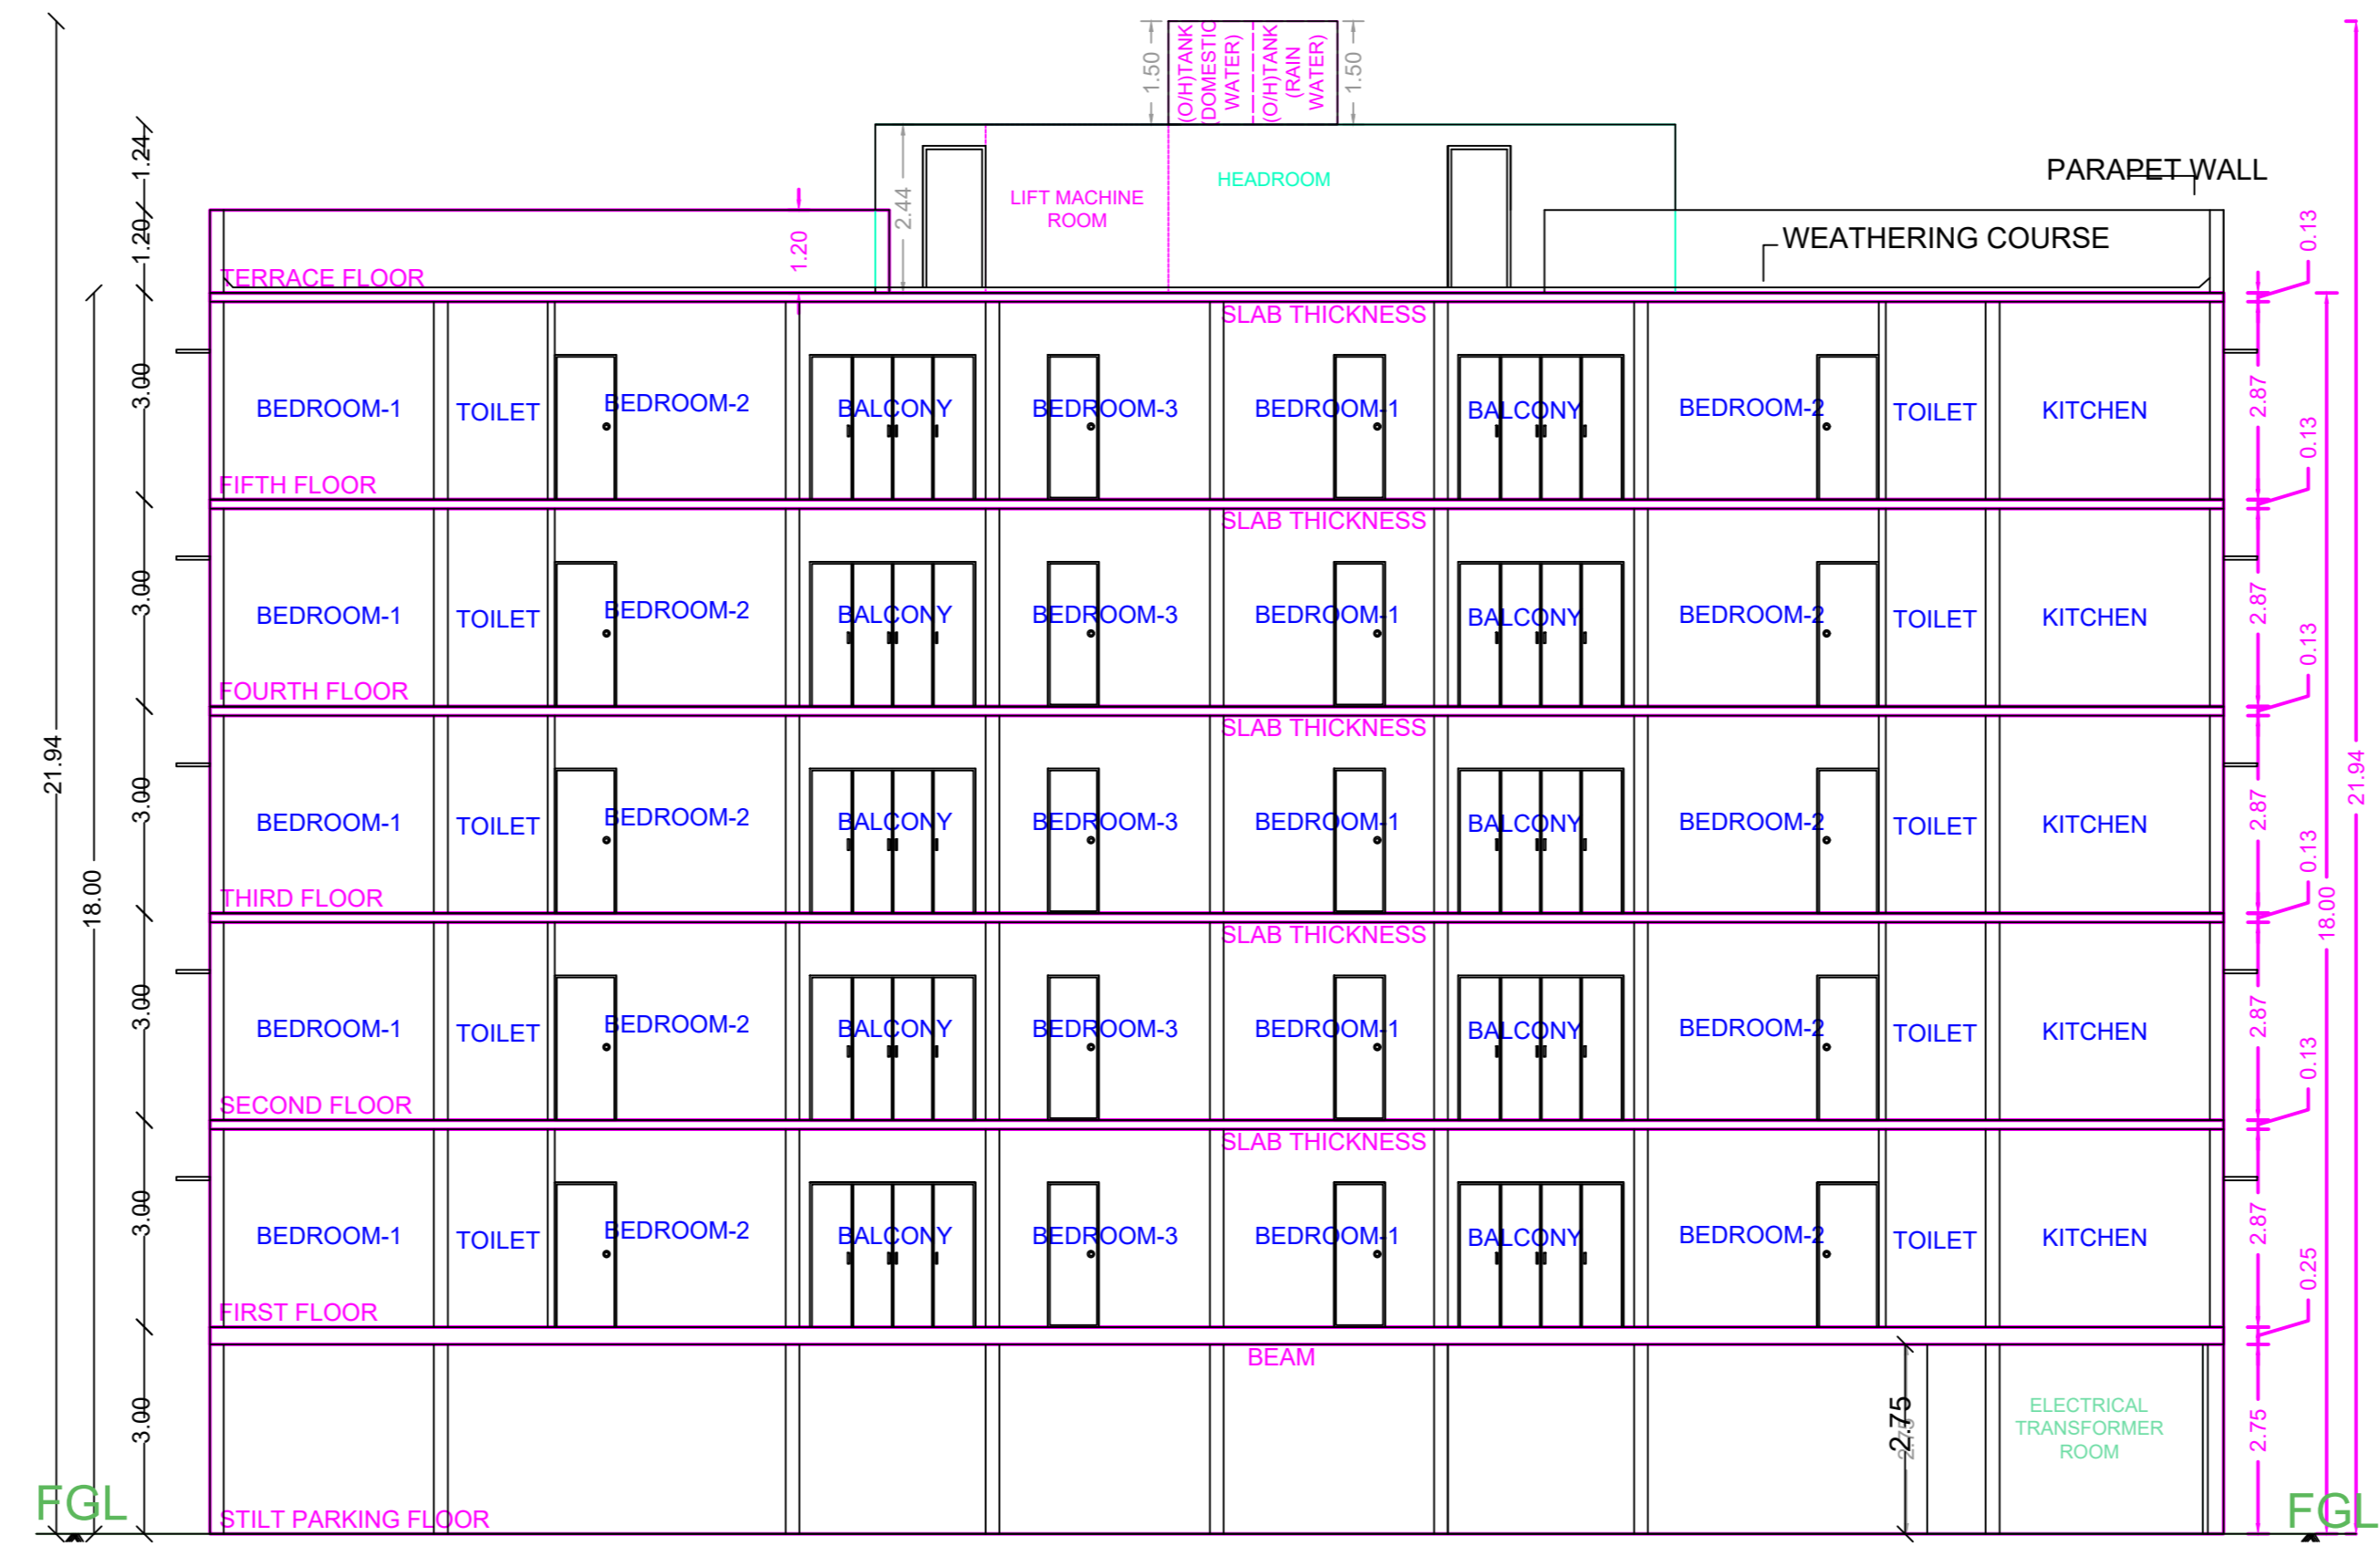 (O/H)TANK
(DOMESTIC
WATER)
(O/H)TANK
(RAIN
WATER)
1.50
1.50
1.24
2.44
LIFT MACHINE
ROOM
HEADROOM
PARAPET WALL
1.20
1.20
WEATHERING COURSE
0.13
TERRACE FLOOR
SLAB THICKNESS
3.00
BEDROOM-1
TOILET
BEDROOM-2
BALCONY
BEDROOM-3
BEDROOM-1
BALCONY
BEDROOM-2
TOILET
KITCHEN
2.87
0.13
FIFTH FLOOR
SLAB THICKNESS
3.00
BEDROOM-1
TOILET
BEDROOM-2
BALCONY
BEDROOM-3
BEDROOM-1
BALCONY
BEDROOM-2
TOILET
KITCHEN
2.87
0.13
FOURTH FLOOR
SLAB THICKNESS
21.94
21.94
3.00
BEDROOM-1
TOILET
BEDROOM-2
BALCONY
BEDROOM-3
BEDROOM-1
BALCONY
BEDROOM-2
TOILET
KITCHEN
2.87
0.13
18.00
18.00
THIRD FLOOR
SLAB THICKNESS
3.00
BEDROOM-1
TOILET
BEDROOM-2
BALCONY
BEDROOM-3
BEDROOM-1
BALCONY
BEDROOM-2
TOILET
KITCHEN
2.87
0.13
SECOND FLOOR
SLAB THICKNESS
3.00
BEDROOM-1
TOILET
BEDROOM-2
BALCONY
BEDROOM-3
BEDROOM-1
BALCONY
BEDROOM-2
TOILET
KITCHEN
2.87
0.25
FIRST FLOOR
BEAM
3.00
2.75
2.75
ELECTRICAL
TRANSFORMER
ROOM
2.75
FGL
STILT PARKING FLOOR
FGL